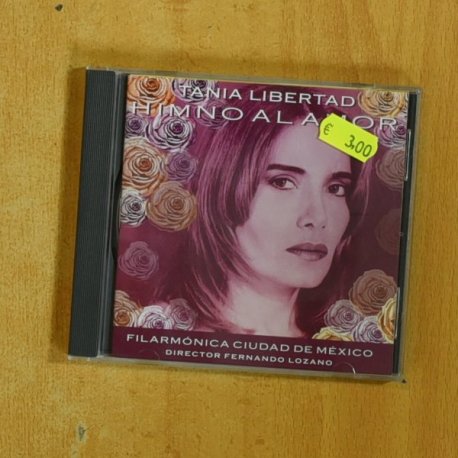 TANIA LIBERTAD
HIMNO AL AMOR
€ 3,00
FILARMÓNICA CIUDAD DE MÉXICO
DIRECTOR FERNANDO LOZANO